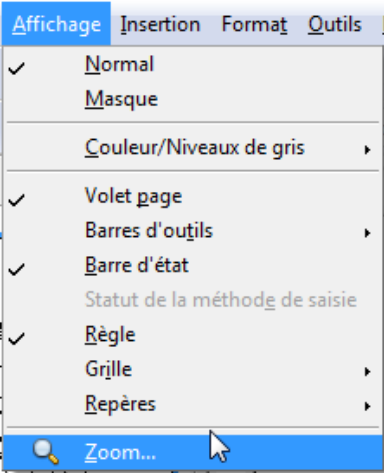 Affichage Insertion Format Outils
Normal
Masque
Couleur/Niveaux de gris
Volet page
Barres d'outils
Barre d'état
Statut de la méthode de saisie
Règle
Grille
Repères
Zoom...